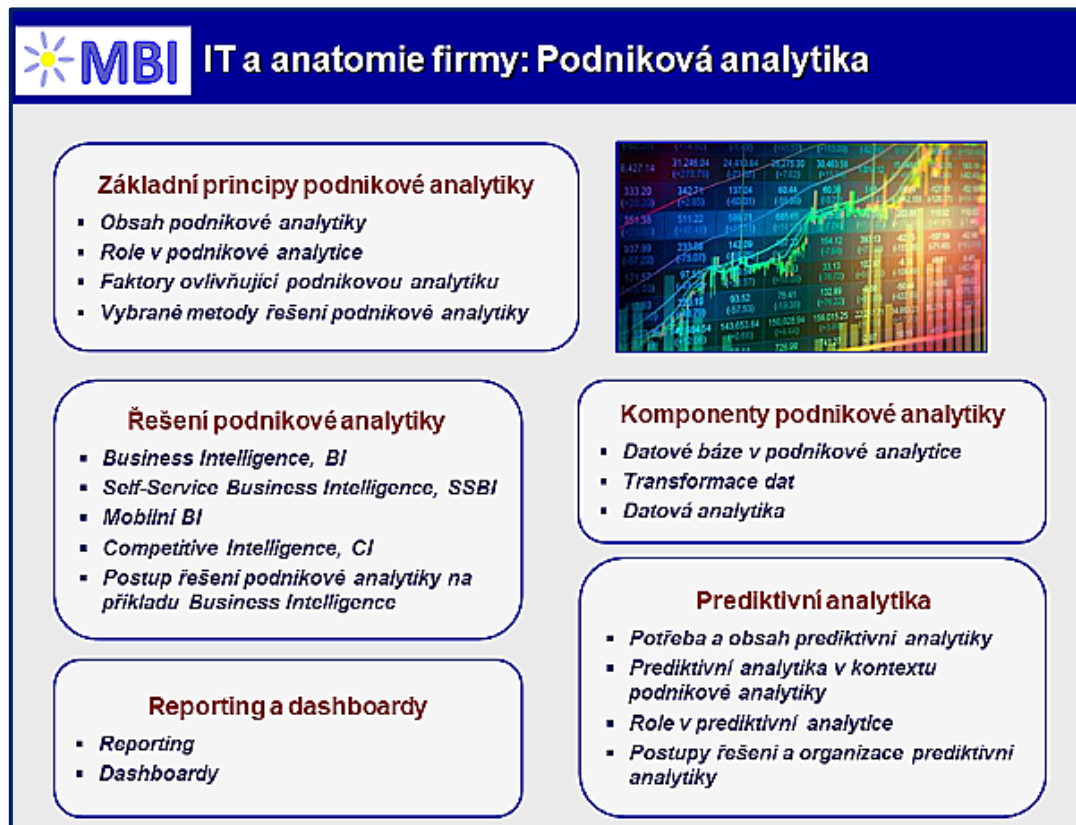 MBI
IT a anatomie firmy: Podniková analytika
Základní principy podnikové analytiky
▪ Obsah podnikové analytiky
▪ Role v podnikové analytice
▪ Faktory ovlivňující podnikovou analytiku
▪ Vybrané metody řešení podnikové analytiky
Řešení podnikové analytiky
▪ Business Intelligence, BI
▪ Self-Service Business Intelligence, SSBI
▪ Mobilní BI
▪ Competitive Intelligence, CI
▪ Postup řešení podnikové analytiky na
příkladu Business Intelligence
Reporting a dashboardy
▪ Reporting
▪ Dashboardy
Komponenty podnikové analytiky
▪ Datové báze v podnikové analytice
▪ Transformace dat
▪ Datová analytika
Prediktivní analytika
▪ Potřeba a obsah prediktivní analytiky
▪ Prediktivní analytika v kontextu
podnikové analytiky
▪ Role v prediktivní analytice
▪ Postupy řešení a organizace prediktivní
analytiky